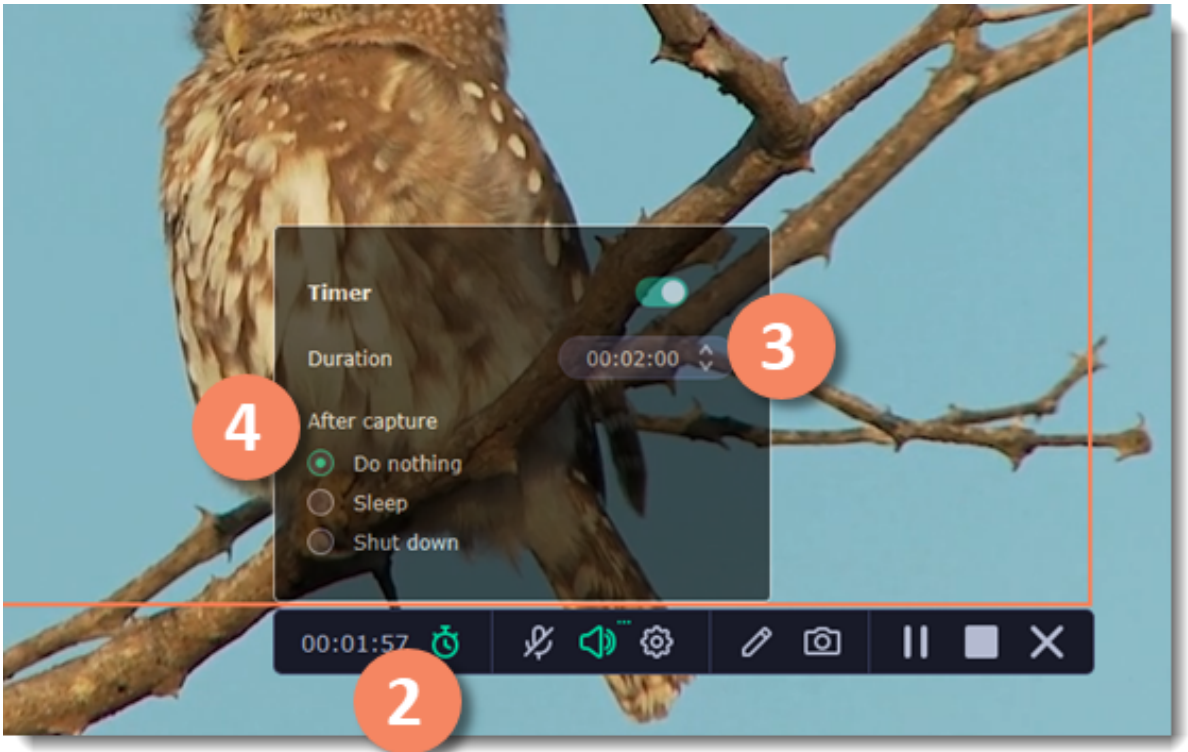 Timer
Duration 00:02:00
3
4
After capture
Do nothing
Sleep
Shut down
00:01:57
2